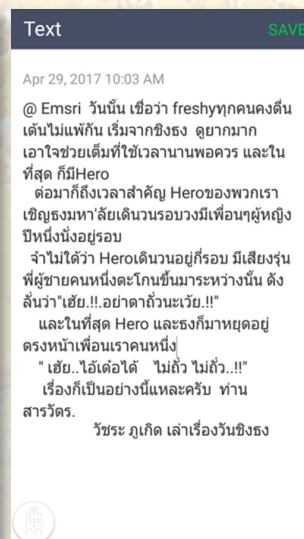 Text SAVE
Apr 29, 2017 10:03 AM
@ Emsri วันนั้น เชื่อว่า freshyทุกคนคงตื่น
เต้นไม่แพ้กัน เริ่มจากชิงธง ดูยากมาก
เอาใจช่วยเต็มที่ใช้เวลานานพอควร และใน
ที่สุด ก็มีHero
ต่อมาก็ถึงเวลาสำคัญ Heroของพวกเรา
เชิญธงมหา'ลัยเดินวนรอบวงมีเพื่อนๆผู้หญิง
ปีหนึ่งนั่งอยู่รอบ
จำไม่ได้ว่า Heroเดินวนอยู่กี่รอบ มีเสียงรุ่น
พี่ผู้ชายคนหนึ่งตะโกนขึ้นมาระหว่างนั้น ดัง
ลั่นว่า"เฮ้ย.!!.อย่าตาถั่วนะเว้ย.!!"
และในที่สุด Hero และธงก็มาหยุดอยู่
ตรงหน้าเพื่อนเราคนหนึ่ง
" เฮ้ย..ไอ้เด๋อได้ ไม่ถั่ว ไม่ถั่ว..!!"
เรื่องก็เป็นอย่างนี้แหละครับ ท่าน
สารวัตร.
วัชระ ภูเกิด เล่าเรื่องวันชิงธง